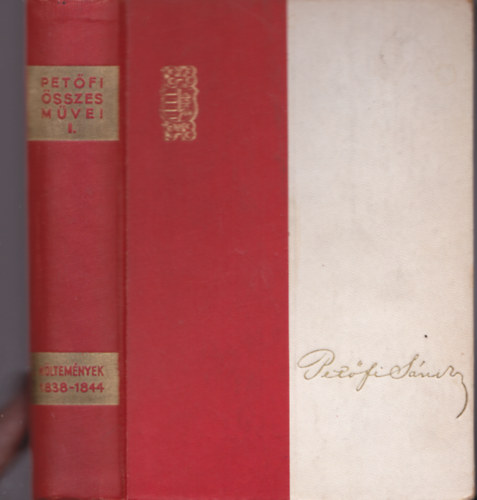 PETŐFI
ÖSSZES
MŰVEI
I.
KÖLTEMÉNYEK
1838-1844
Petőfi Sándor